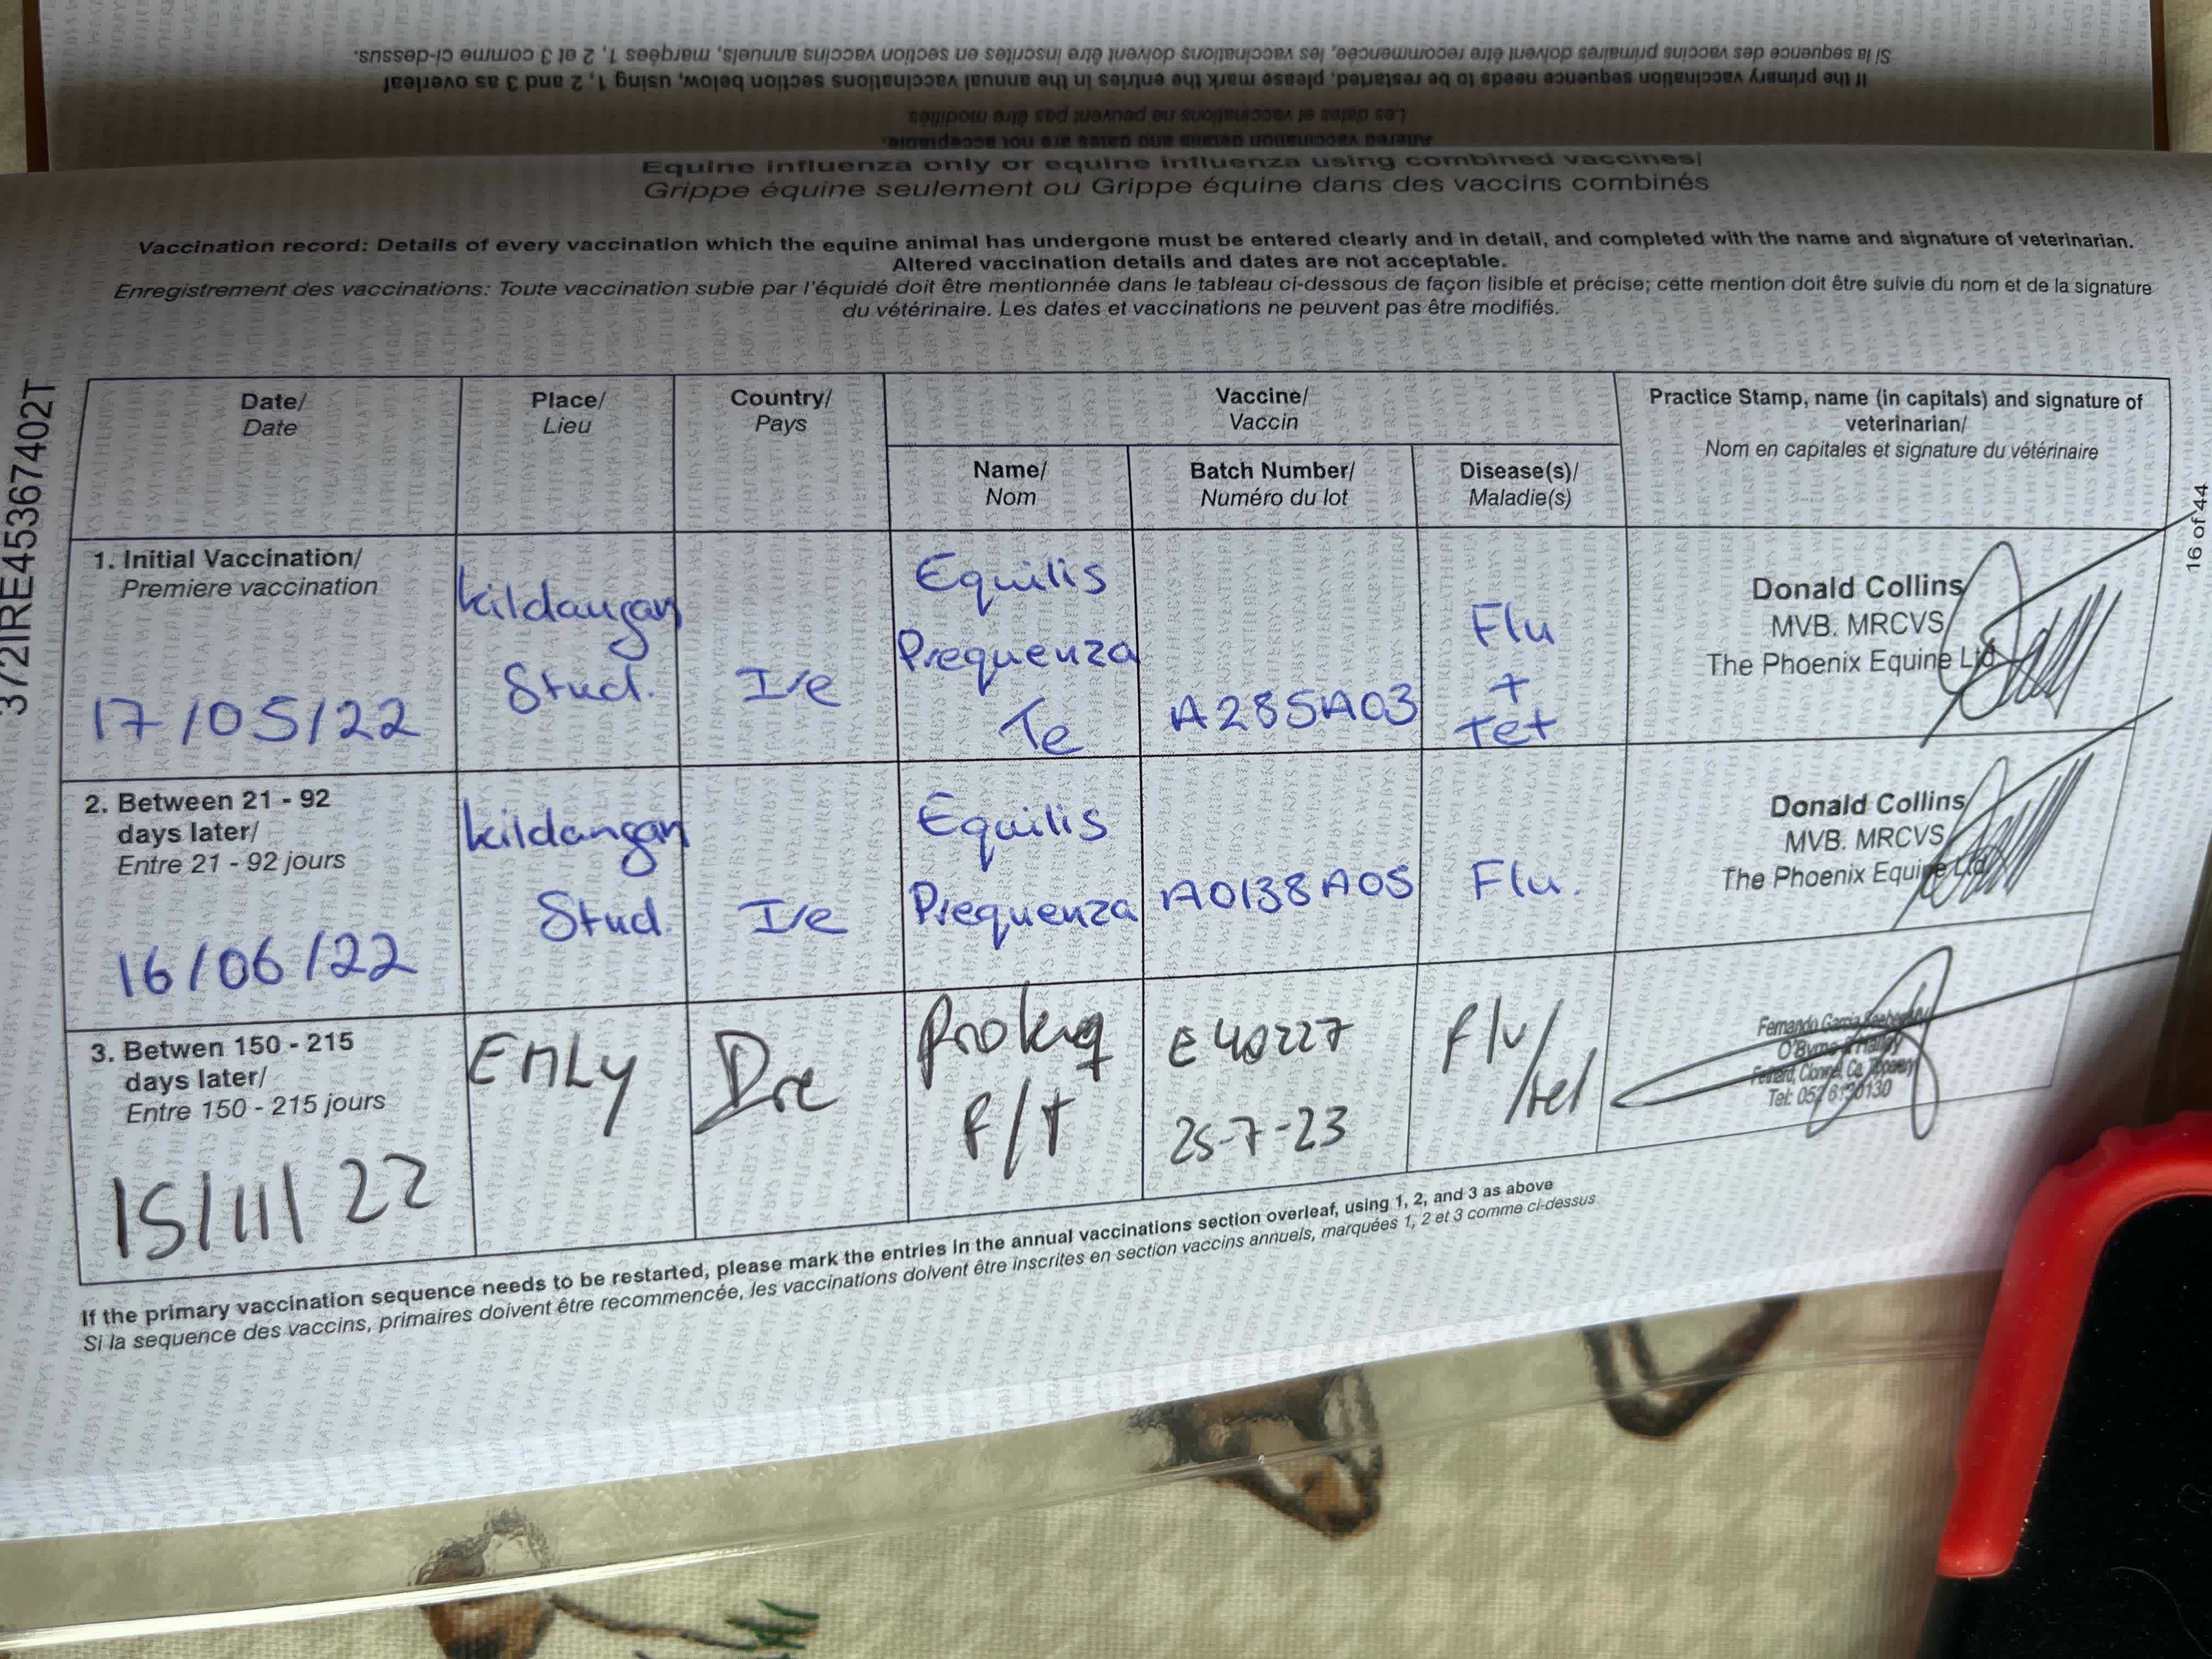 Si la séquence des vaccins primaires doivent être recommencée, les vaccinations doivent être inscrites en section vaccins annuels, marqées 1, 2 et 3 comme ci-dessus.
If the primary vaccination sequence needs to be restarted, please mark the entries in the annual vaccinations section below, using 1, 2 and 3 as overleaf
Les dates et vaccinations ne peuvent pas être modifiés
Altered vaccination details and dates are not acceptable.
Equine influenza only or equine influenza using combined vaccines/
Grippe équine seulement ou Grippe équine dans des vaccins combinés
Vaccination record: Details of every vaccination which the equine animal has undergone must be entered clearly and in detail, and completed with the name and signature of veterinarian.
Altered vaccination details and dates are not acceptable.
Enregistrement des vaccinations: Toute vaccination subie par l'équidé doit être mentionnée dans le tableau ci-dessous de façon lisible et précise; cette mention doit être suivie du nom et de la signature
du vétérinaire. Les dates et vaccinations ne peuvent pas être modifiés.
372IRE45367402T
16 of 44
Date/
Date
Place/
Lieu
Country/
Pays
Vaccine/
Vaccin
Name/
Nom
Batch Number/
Numéro du lot
Disease(s)/
Maladie(s)
Practice Stamp, name (in capitals) and signature of
veterinarian/
Nom en capitales et signature du vétérinaire
1. Initial Vaccination/
Premiere vaccination
17/05/22
Kildangan
Stud.
Ire
Equilis
Prequenza
Te
A285A03
Flu
+
Tet
Donald Collins
MVB. MRCVS
The Phoenix Equine Ltd
2. Between 21 - 92
days later/
Entre 21 - 92 jours
16/06/22
Kildangan
Stud.
Ire
Equilis
Prequenza
A0138A05
Flu.
Donald Collins
MVB. MRCVS
The Phoenix Equine Ltd
3. Betwen 150 - 215
days later/
Entre 150 - 215 jours
15/11/22
EMLy
Ire
Proteq
F/T
E40227
25-7-23
Flu/
tet
Fernando Garcia
O'Byrne & Halley
Fethard, Clonmel, Co. Tipperary
Tel: 052 6130130
If the primary vaccination sequence needs to be restarted, please mark the entries in the annual vaccinations section overleaf, using 1, 2, and 3 as above
Si la sequence des vaccins, primaires doivent être recommencée, les vaccinations doivent être inscrites en section vaccins annuels, marquées 1, 2 et 3 comme ci-dessus